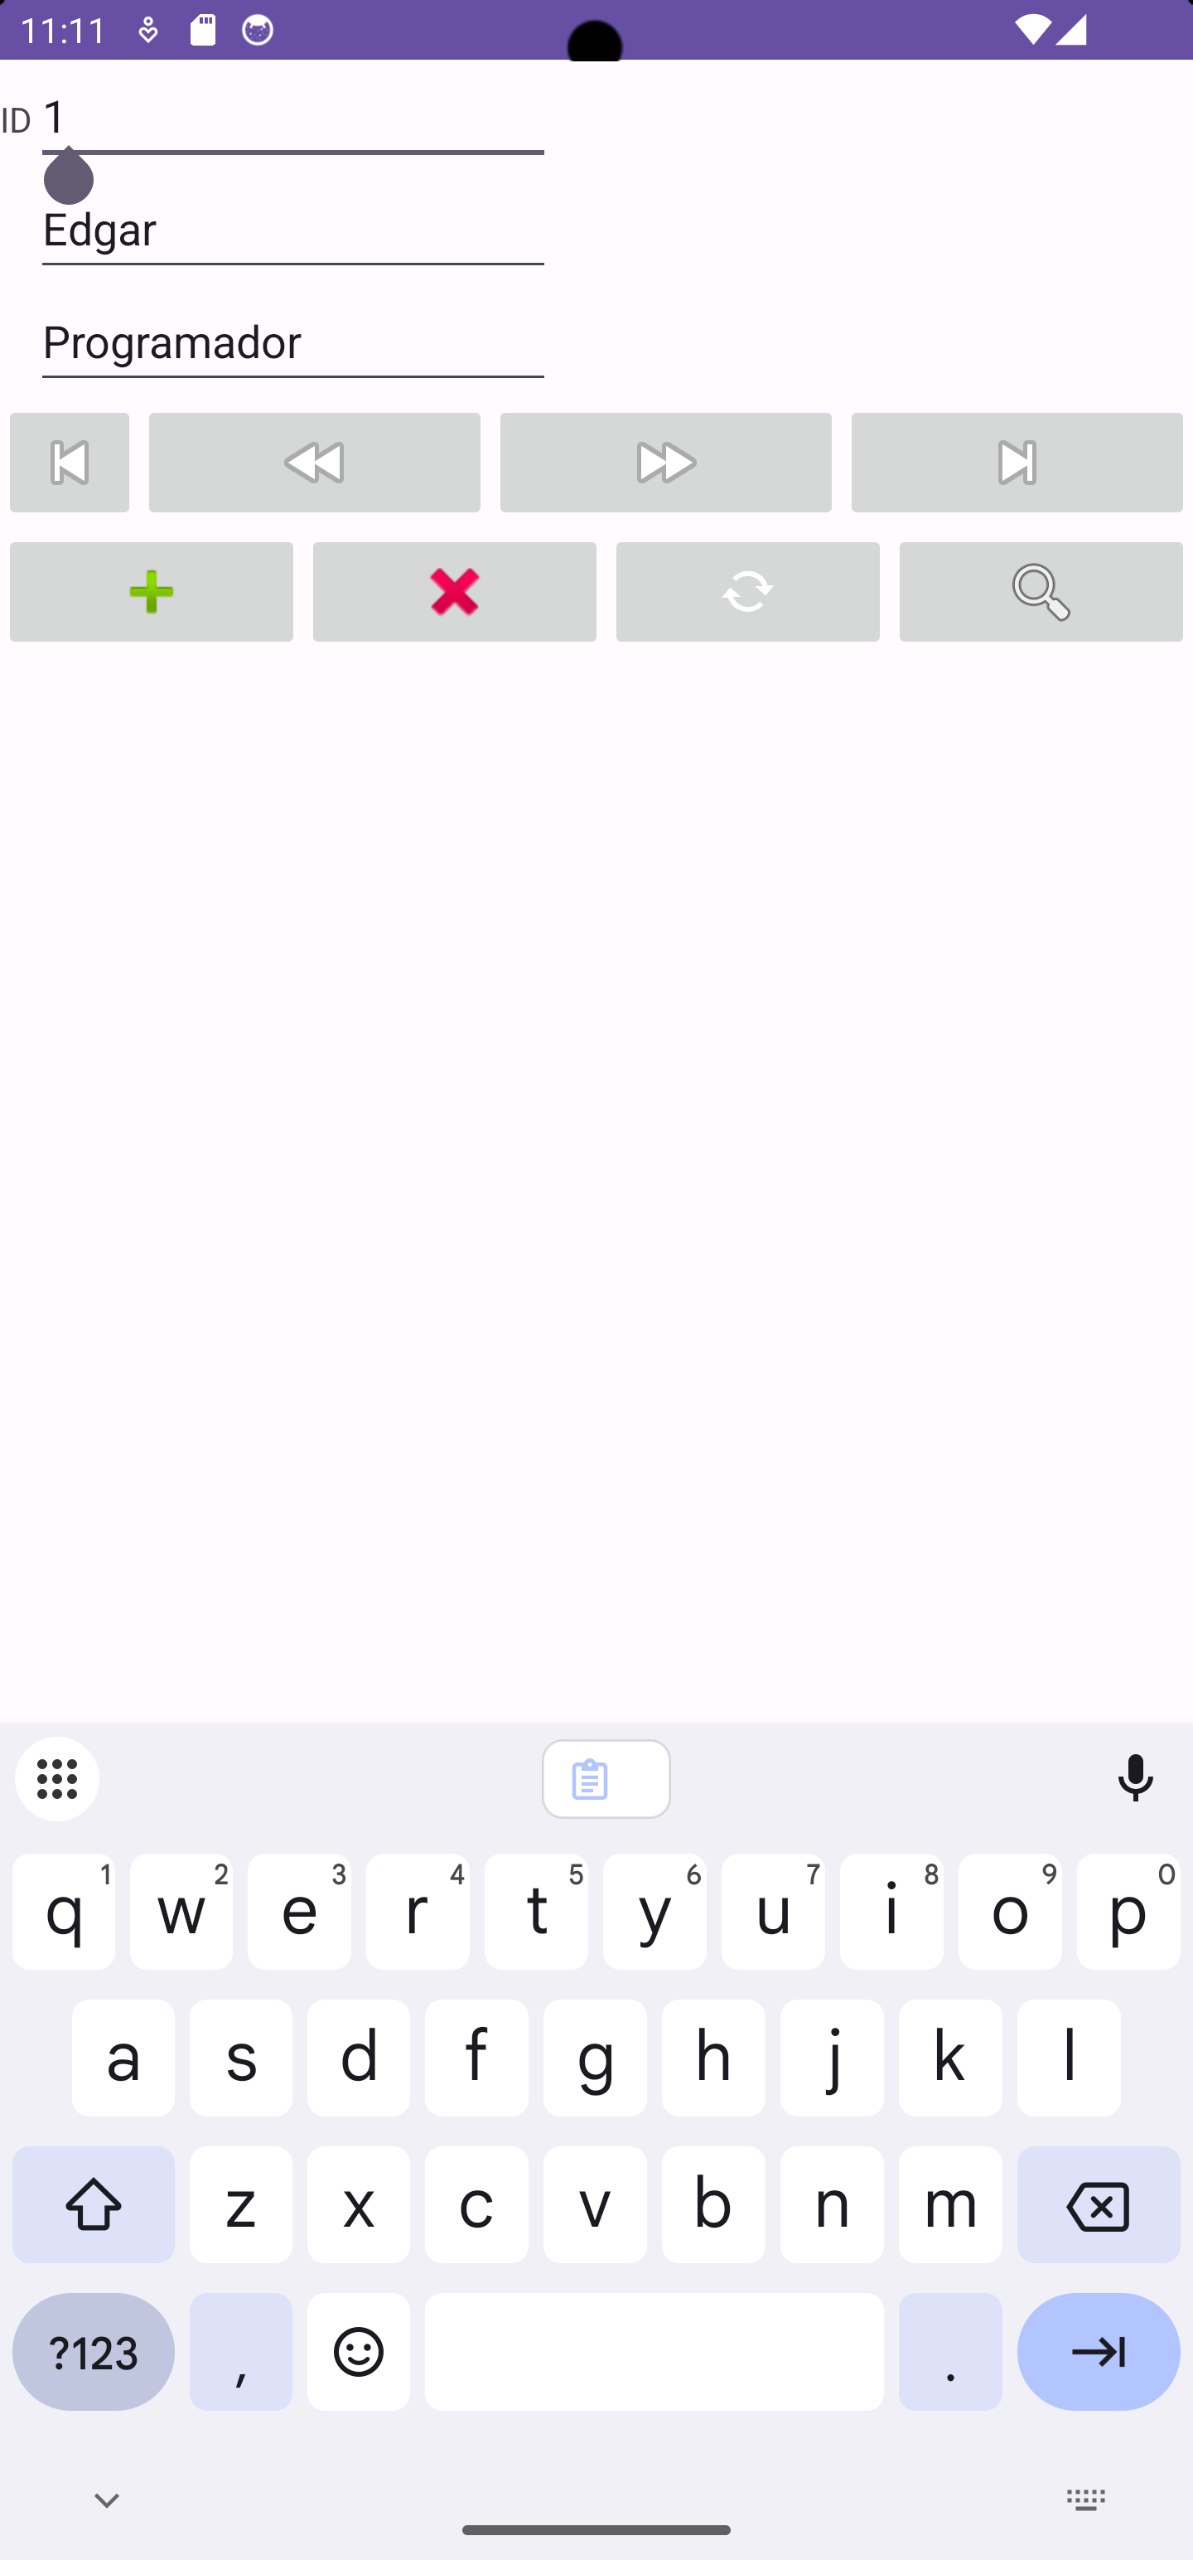 11:11
ID 1
Edgar
Programador
q1 w2 e3 r4 t5 y6 u7 i8 o9 p0
a s d f g h j k l
z x c v b n m
?123 , .